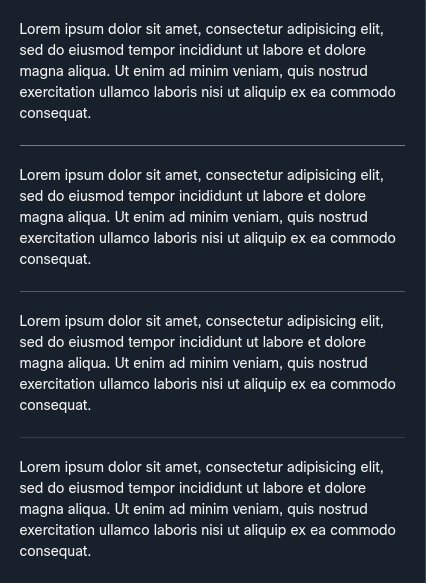 Lorem ipsum dolor sit amet, consectetur adipisicing elit,
sed do eiusmod tempor incididunt ut labore et dolore
magna aliqua. Ut enim ad minim veniam, quis nostrud
exercitation ullamco laboris nisi ut aliquip ex ea commodo
consequat.
Lorem ipsum dolor sit amet, consectetur adipisicing elit,
sed do eiusmod tempor incididunt ut labore et dolore
magna aliqua. Ut enim ad minim veniam, quis nostrud
exercitation ullamco laboris nisi ut aliquip ex ea commodo
consequat.
Lorem ipsum dolor sit amet, consectetur adipisicing elit,
sed do eiusmod tempor incididunt ut labore et dolore
magna aliqua. Ut enim ad minim veniam, quis nostrud
exercitation ullamco laboris nisi ut aliquip ex ea commodo
consequat.
Lorem ipsum dolor sit amet, consectetur adipisicing elit,
sed do eiusmod tempor incididunt ut labore et dolore
magna aliqua. Ut enim ad minim veniam, quis nostrud
exercitation ullamco laboris nisi ut aliquip ex ea commodo
consequat.